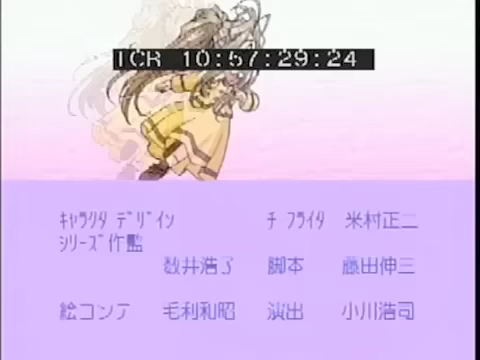 TCR 10:57:29:24
ｷｬﾗｸﾀ ﾃﾞｻﾞｲﾝ チーフライタ 米村正二
ｼﾘｰｽﾞ作監
数井浩子 脚本 藤田伸三
絵コンテ 毛利和昭 演出 小川浩司